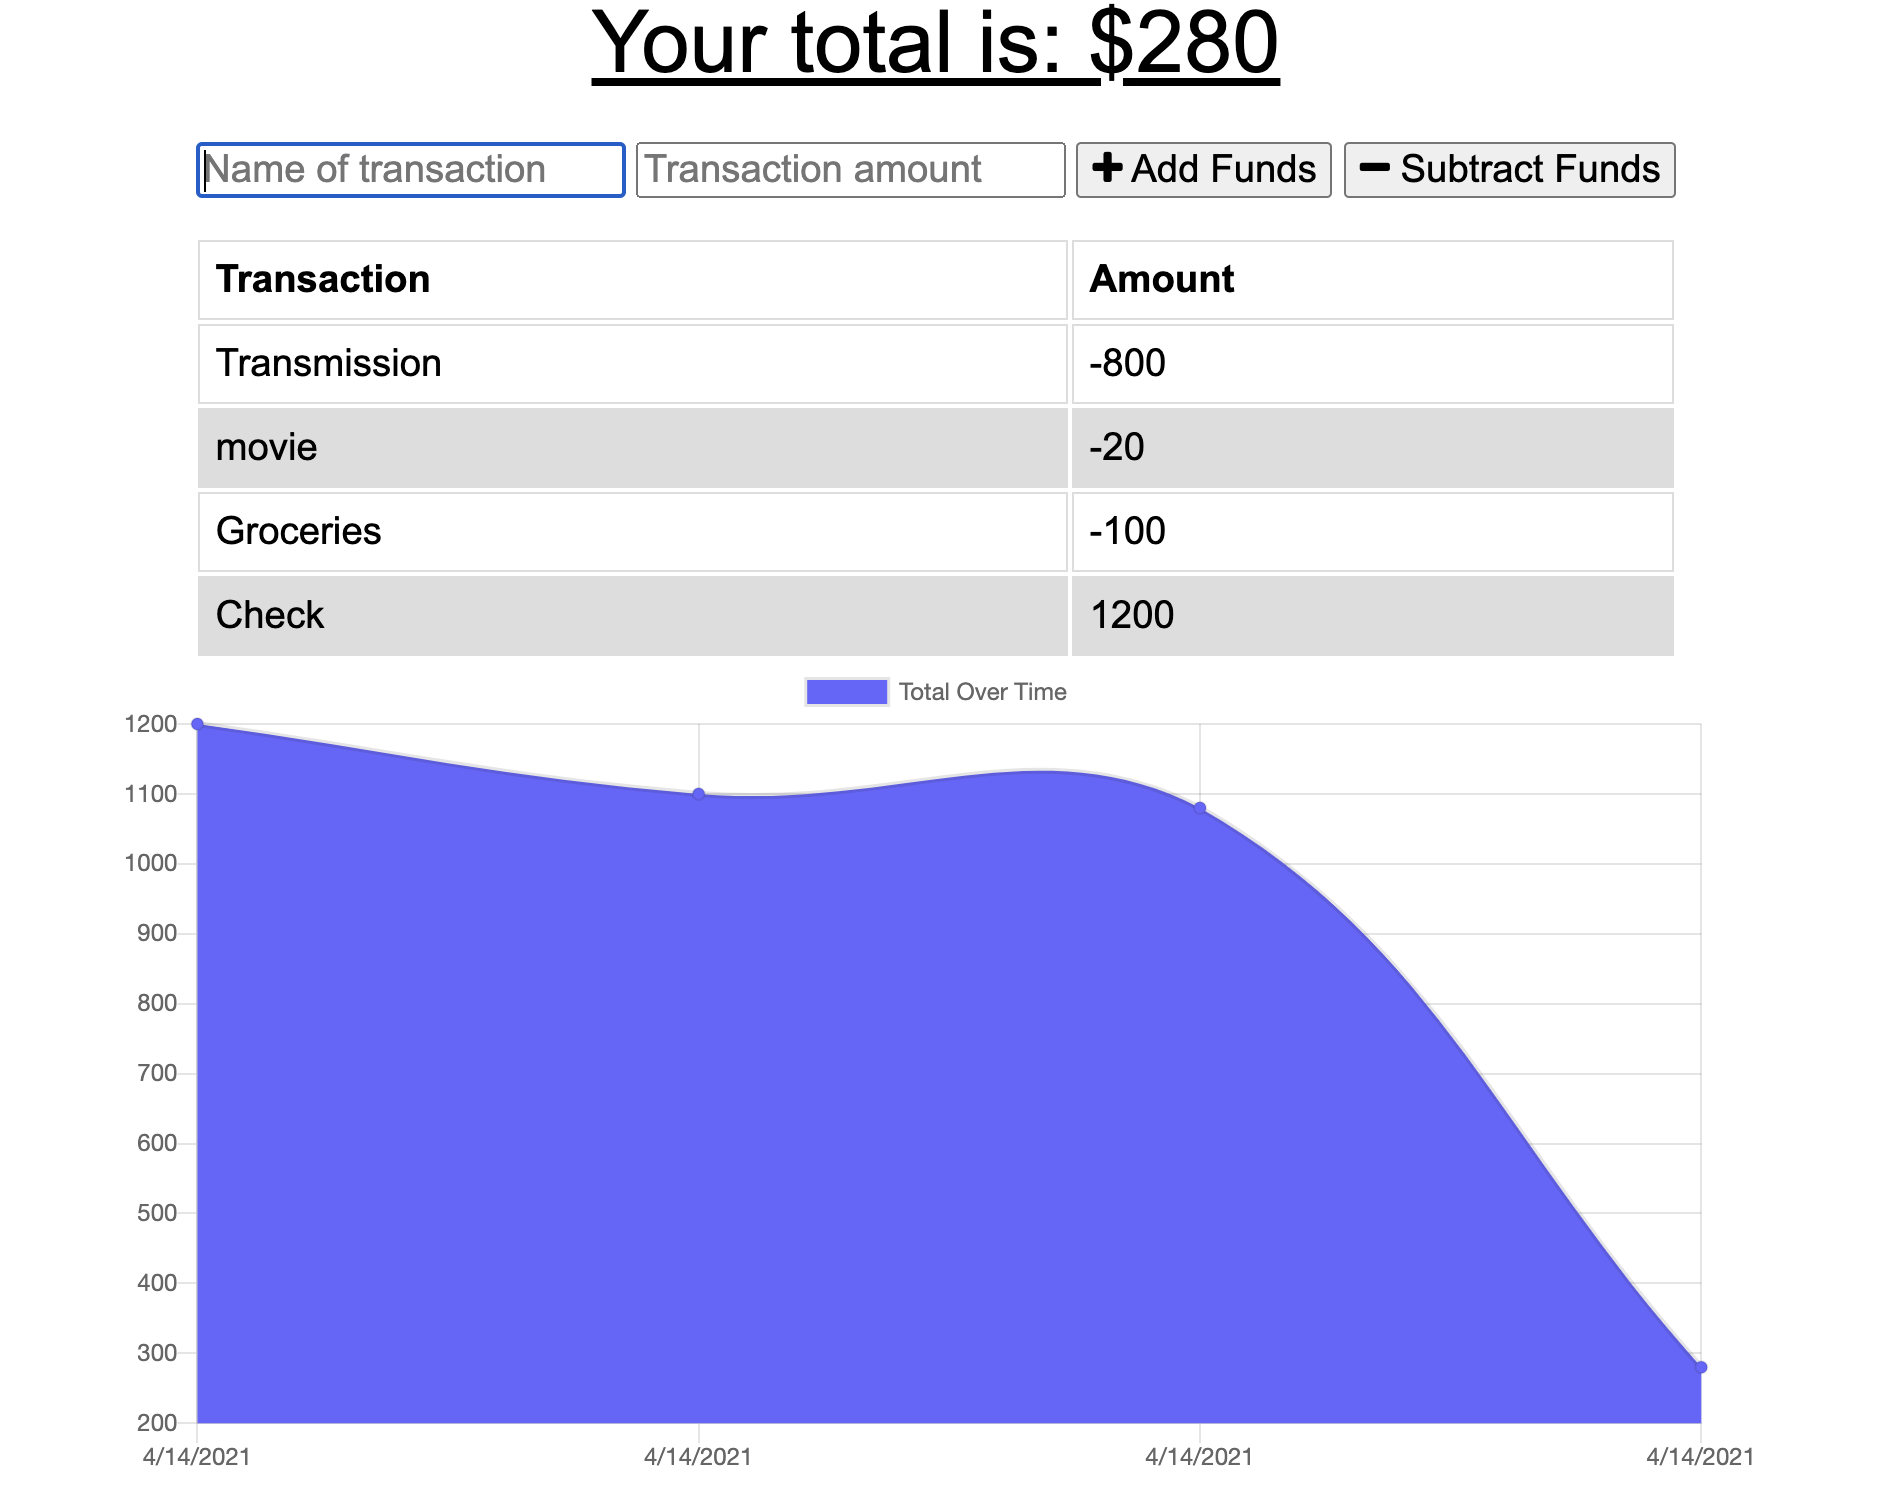 Your total is: $280
Name of transaction Transaction amount + Add Funds − Subtract Funds
Transaction Amount
Transmission -800
movie -20
Groceries -100
Check 1200
Total Over Time
1200
1100
1000
900
800
700
600
500
400
300
200
4/14/2021 4/14/2021 4/14/2021 4/14/2021